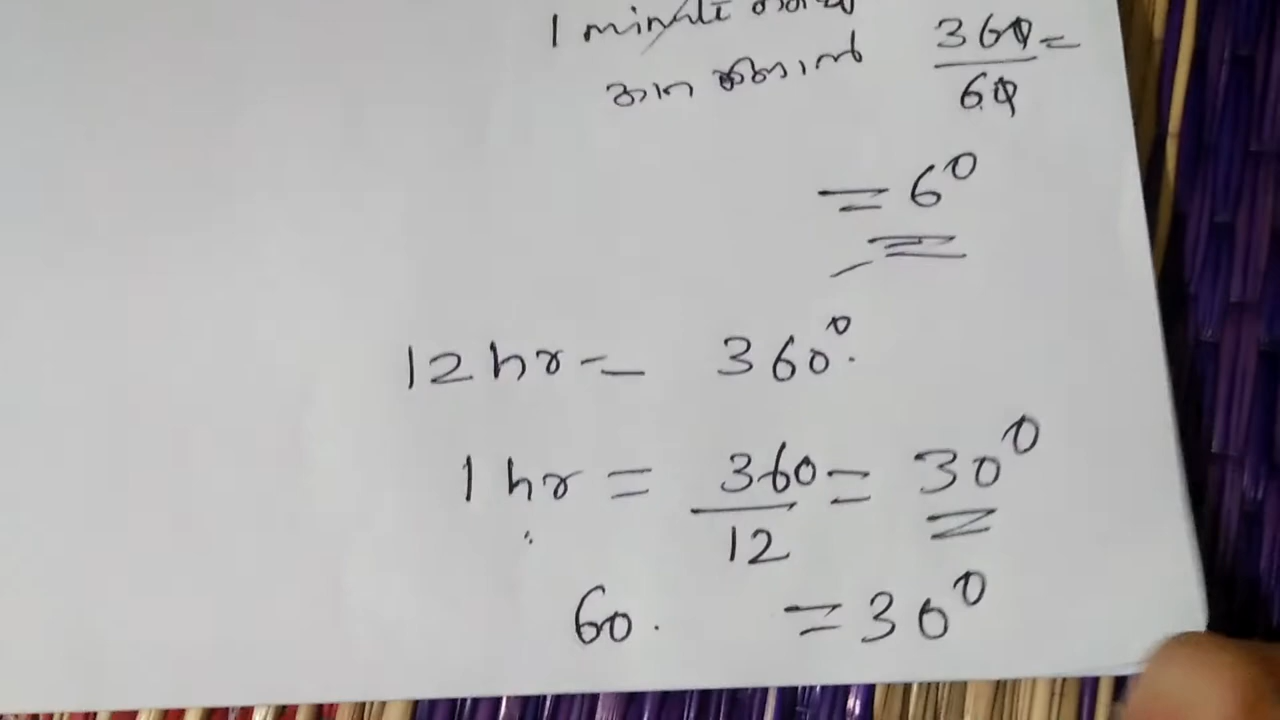 1 minute
360/60 =
= 6°
12 hr = 360°.
1 hr = 360/12 = 30°
60. = 30°